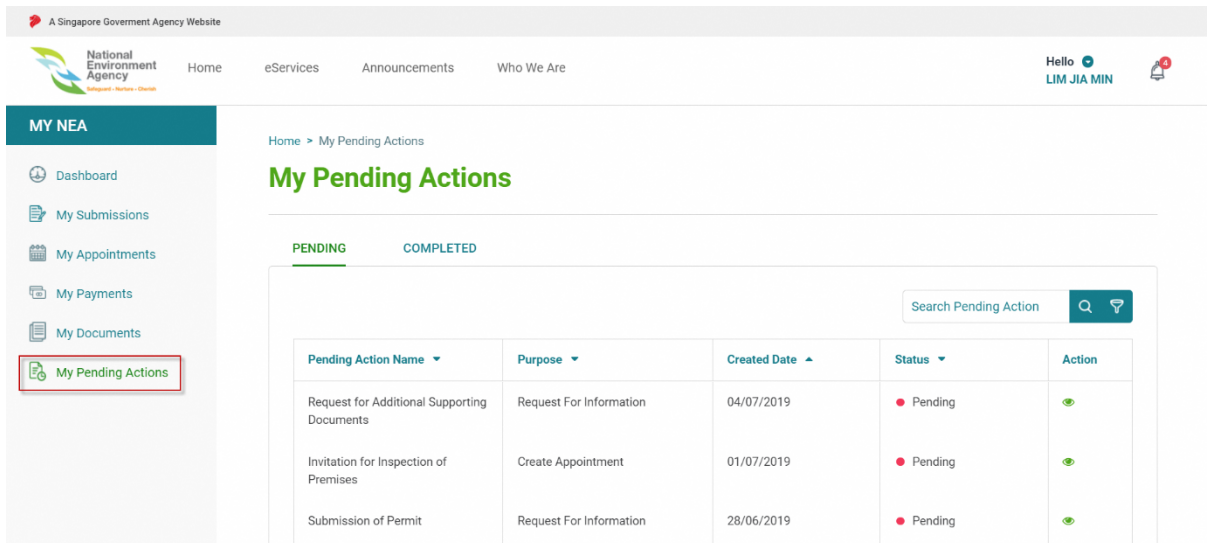 A Singapore Goverment Agency Website
National
Environment
Agency
Safeguard • Nurture • Cherish
Home eServices Announcements Who We Are
Hello
LIM JIA MIN
4
MY NEA
Dashboard
My Submissions
My Appointments
My Payments
My Documents
My Pending Actions
Home > My Pending Actions
My Pending Actions
PENDING COMPLETED
Search Pending Action
Pending Action Name Purpose Created Date Status Action
Request for Additional Supporting Request For Information 04/07/2019 Pending
Documents
Invitation for Inspection of Create Appointment 01/07/2019 Pending
Premises
Submission of Permit Request For Information 28/06/2019 Pending